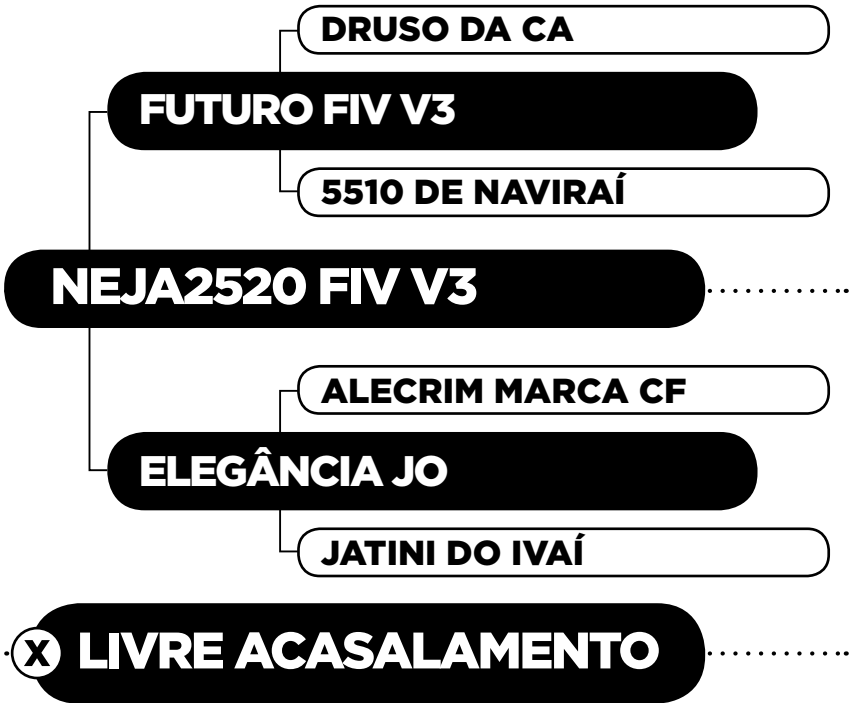 DRUSO DA CA
FUTURO FIV V3
5510 DE NAVIRAÍ
NEJA2520 FIV V3
ALECRIM MARCA CF
ELEGÂNCIA JO
JATINI DO IVAÍ
X LIVRE ACASALAMENTO